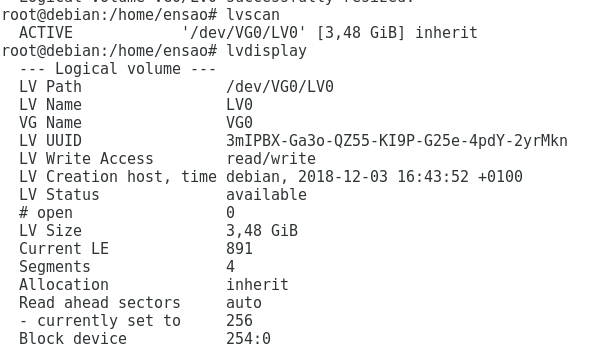 Logical volume VG0/LV0 successfully resized.
root@debian:/home/ensao# lvscan
  ACTIVE            '/dev/VG0/LV0' [3,48 GiB] inherit
root@debian:/home/ensao# lvdisplay
  --- Logical volume ---
  LV Path                /dev/VG0/LV0
  LV Name                LV0
  VG Name                VG0
  LV UUID                3mIPBX-Ga3o-QZ55-KI9P-G25e-4pdY-2yrMkn
  LV Write Access        read/write
  LV Creation host, time debian, 2018-12-03 16:43:52 +0100
  LV Status              available
  # open                 0
  LV Size                3,48 GiB
  Current LE             891
  Segments               4
  Allocation             inherit
  Read ahead sectors     auto
  - currently set to     256
  Block device           254:0